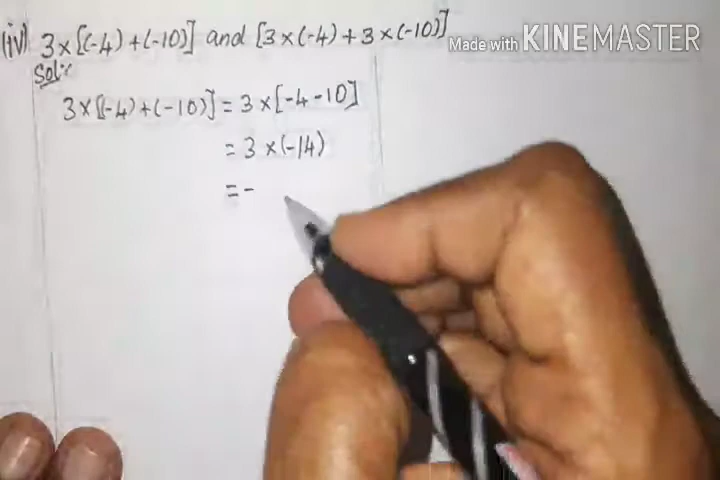 (iv) 3×[(-4)+(-10)] and [3×(-4)+3×(-10)]
Made with KINEMASTER
Sol:
3×[(-4)+(-10)] = 3×[-4-10]
= 3×(-14)
= -